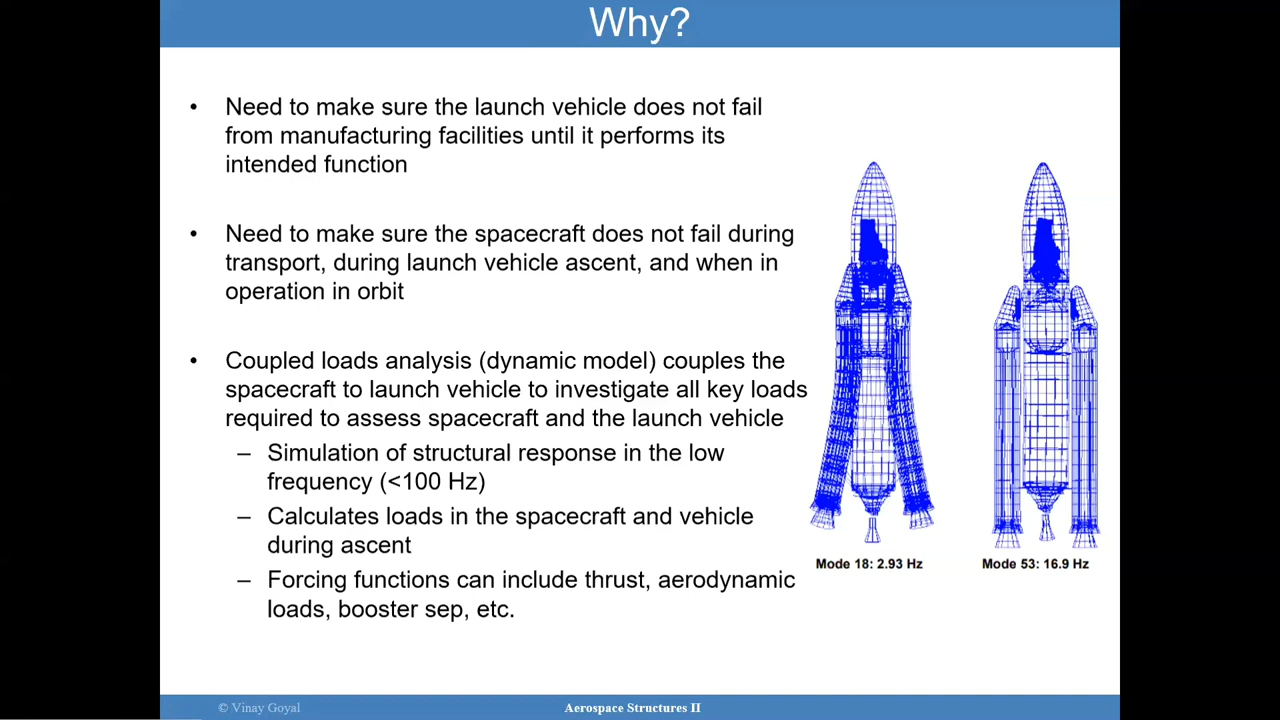 Why?
• Need to make sure the launch vehicle does not fail
from manufacturing facilities until it performs its
intended function
• Need to make sure the spacecraft does not fail during
transport, during launch vehicle ascent, and when in
operation in orbit
• Coupled loads analysis (dynamic model) couples the
spacecraft to launch vehicle to investigate all key loads
required to assess spacecraft and the launch vehicle
– Simulation of structural response in the low
frequency (<100 Hz)
– Calculates loads in the spacecraft and vehicle
during ascent
– Forcing functions can include thrust, aerodynamic
loads, booster sep, etc.
Mode 18: 2.93 Hz
Mode 53: 16.9 Hz
© Vinay Goyal
Aerospace Structures II